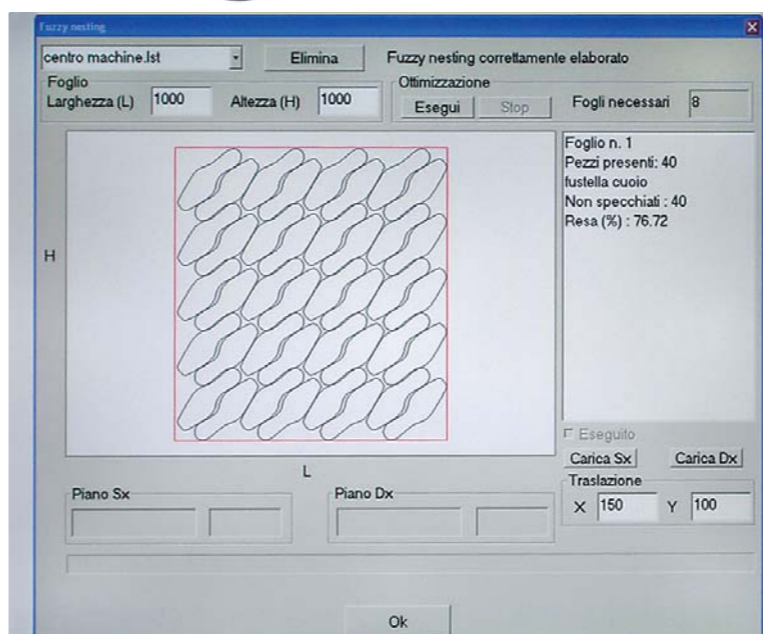 Fuzzy nesting
centro machine.lst
Elimina
Fuzzy nesting correttamente elaborato
Foglio
Larghezza (L) 1000 Altezza (H) 1000
Ottimizzazione
Esegui Stop Fogli necessari 8
Foglio n. 1
Pezzi presenti: 40
fustella cuoio
Non specchiati : 40
Resa (%) : 76.72
H
L
Eseguito
Carica Sx Carica Dx
Piano Sx
Piano Dx
Traslazione
X 150 Y 100
Ok